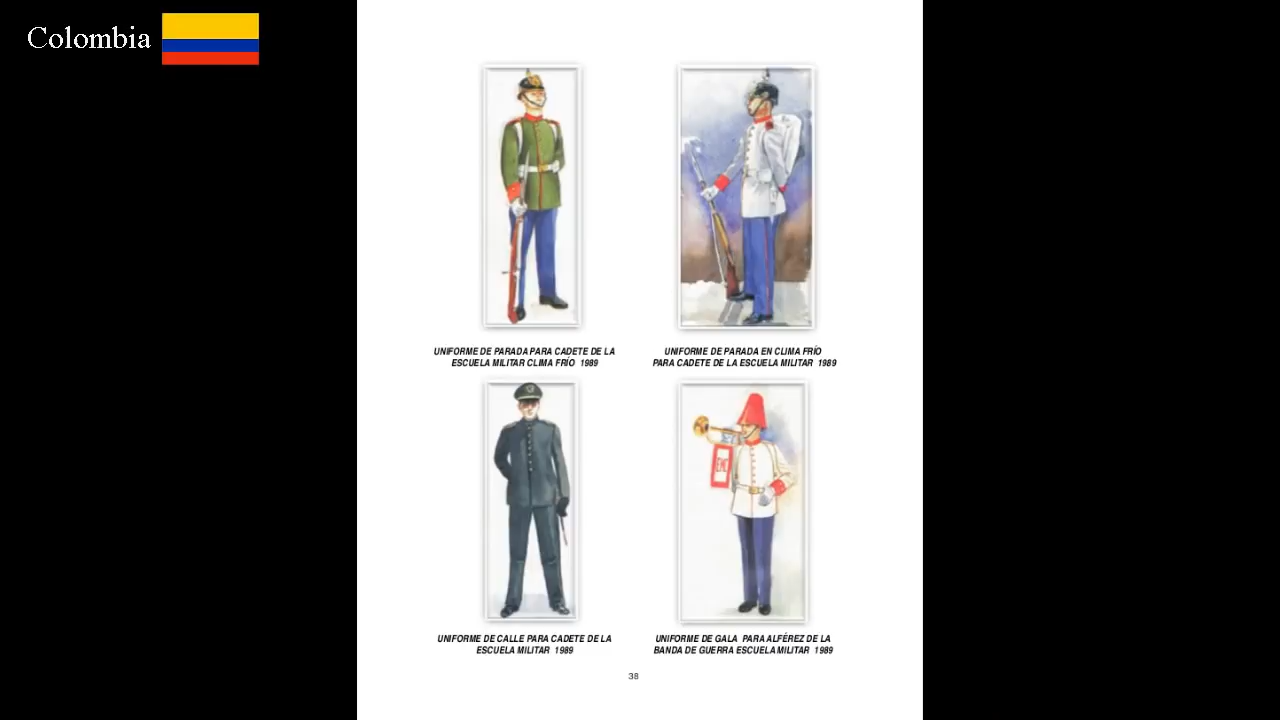 Colombia
UNIFORME DE PARADA PARA CADETE DE LA
ESCUELA MILITAR CLIMA FRÍO 1989
UNIFORME DE PARADA EN CLIMA FRÍO
PARA CADETE DE LA ESCUELA MILITAR 1989
EMC
UNIFORME DE CALLE PARA CADETE DE LA
ESCUELA MILITAR 1989
UNIFORME DE GALA PARA ALFÉREZ DE LA
BANDA DE GUERRA ESCUELA MILITAR 1989
38